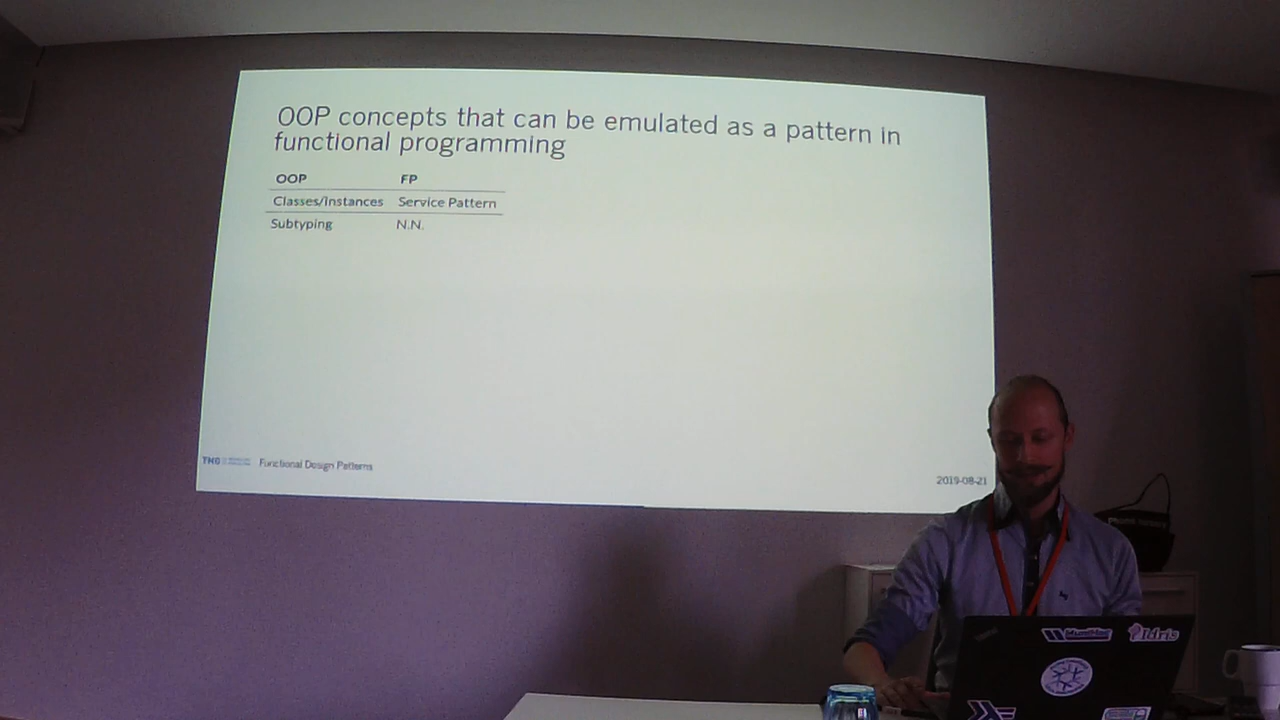 OOP concepts that can be emulated as a pattern in
functional programming
OOP FP
Classes/Instances Service Pattern
Subtyping N.N.
TNG Functional Design Patterns
2019-08-21
Idris